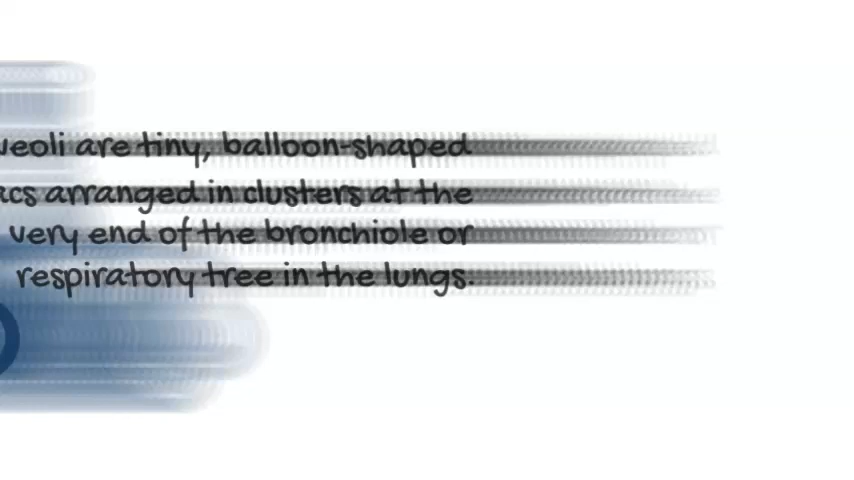 veoli are tiny, balloon-shaped
acs arranged in clusters at the
very end of the bronchiole or
respiratory tree in the lungs.